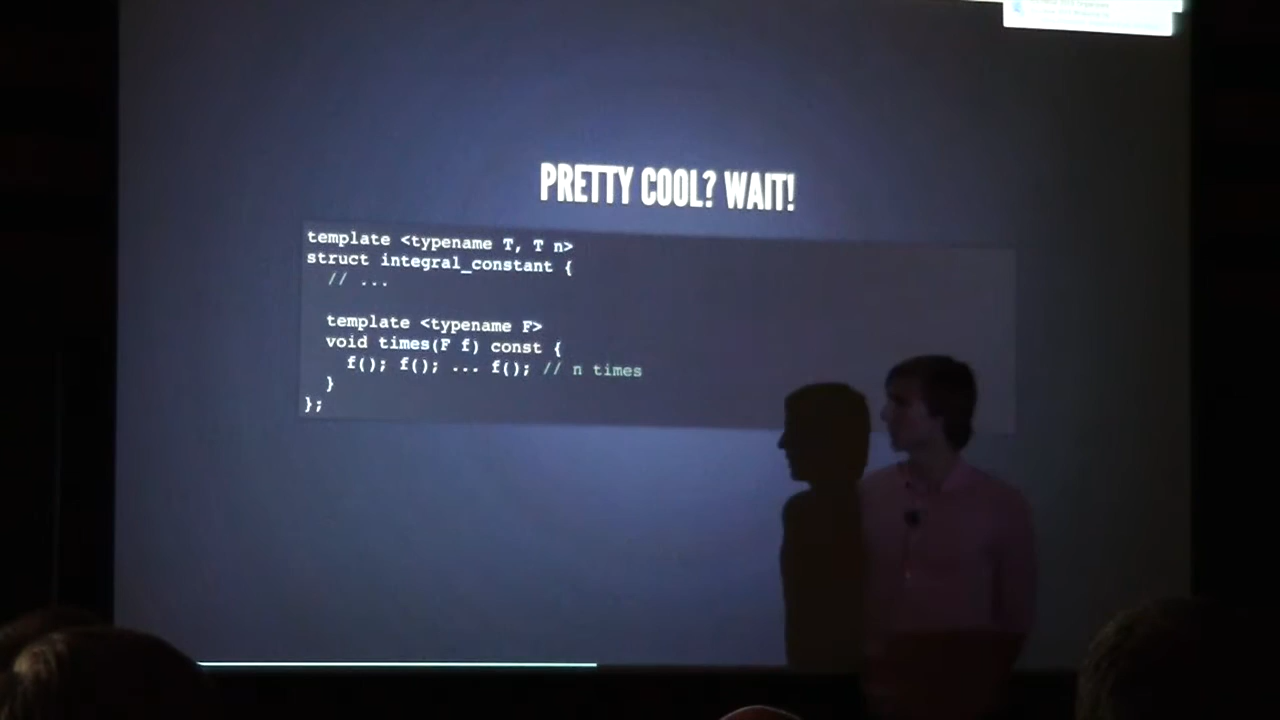 PRETTY COOL? WAIT!
template <typename T, T n>
struct integral_constant {
// ...
template <typename F>
void times(F f) const {
f(); f(); ... f(); // n times
}
};